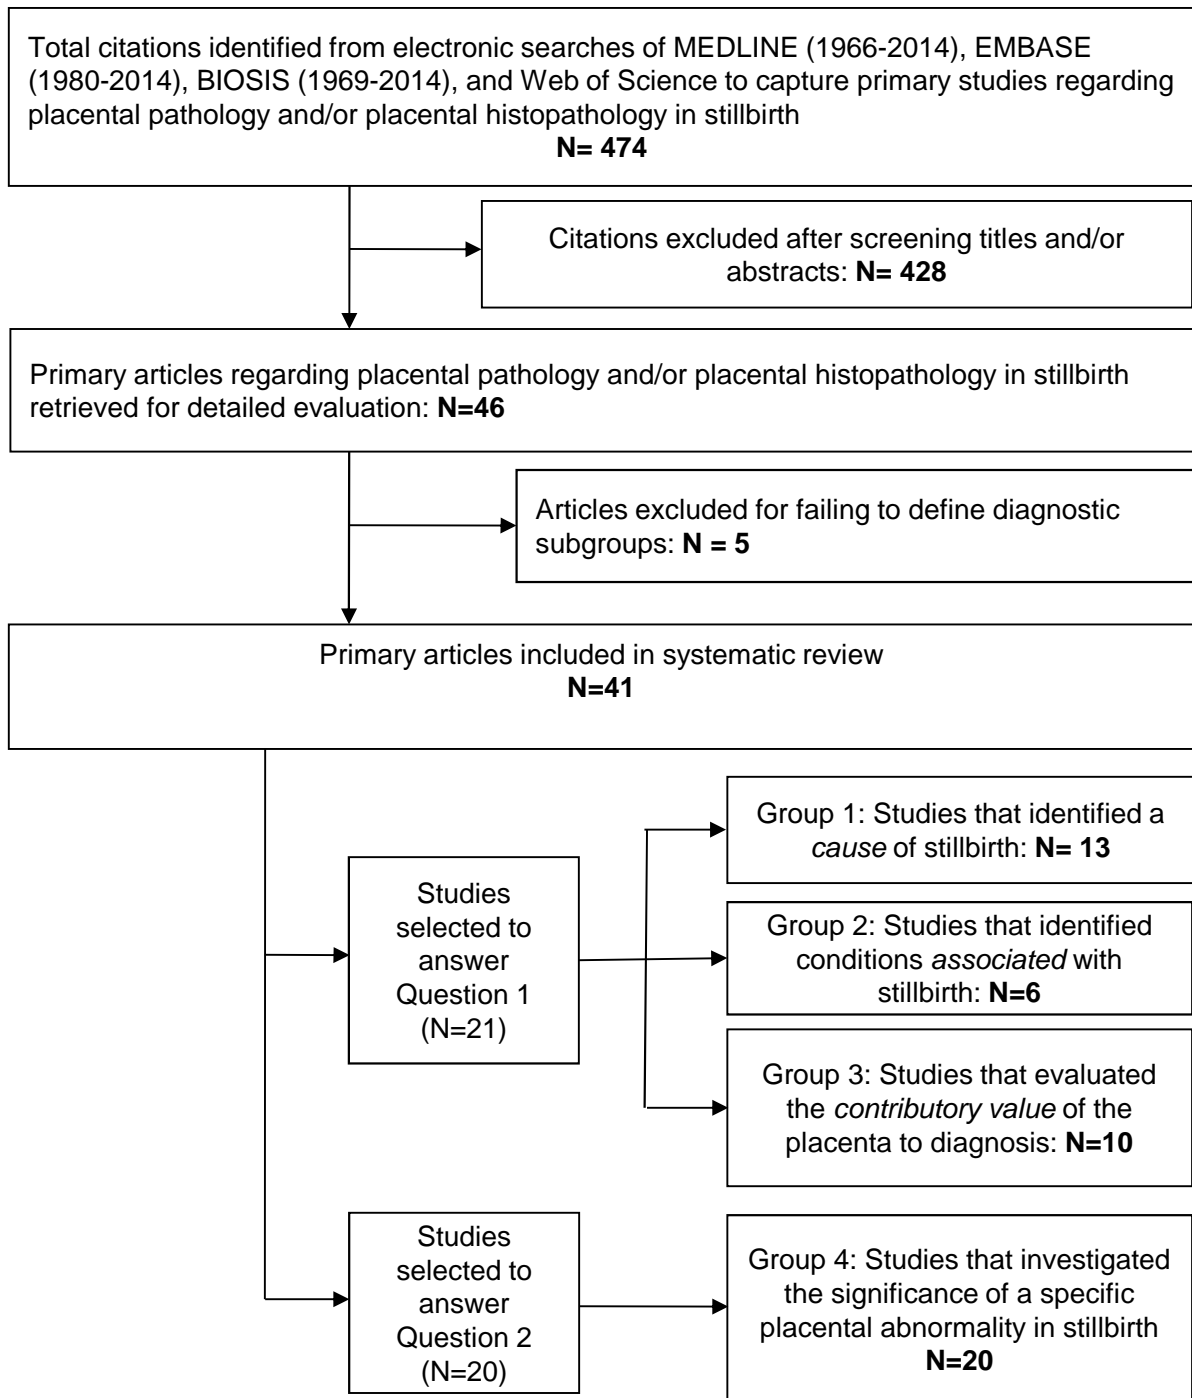 Total citations identified from electronic searches of MEDLINE (1966-2014), EMBASE
(1980-2014), BIOSIS (1969-2014), and Web of Science to capture primary studies regarding
placental pathology and/or placental histopathology in stillbirth
N= 474
Citations excluded after screening titles and/or
abstracts: N= 428
Primary articles regarding placental pathology and/or placental histopathology in stillbirth
retrieved for detailed evaluation: N=46
Articles excluded for failing to define diagnostic
subgroups: N = 5
Primary articles included in systematic review
N=41
Studies
selected to
answer
Question 1
(N=21)
Group 1: Studies that identified a
cause of stillbirth: N= 13
Group 2: Studies that identified
conditions associated with
stillbirth: N=6
Group 3: Studies that evaluated
the contributory value of the
placenta to diagnosis: N=10
Studies
selected to
answer
Question 2
(N=20)
Group 4: Studies that investigated
the significance of a specific
placental abnormality in stillbirth
N=20